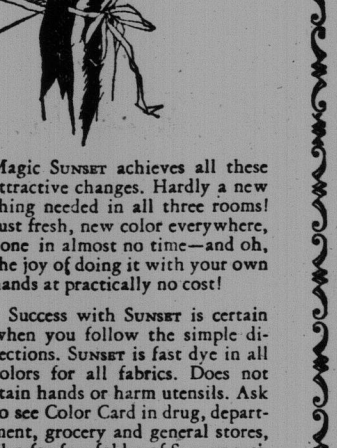 Magic SUNSET achieves all these
ttractive changes. Hardly a new
hing needed in all three rooms!
ust fresh, new color everywhere,
one in almost no time—and oh,
he joy of doing it with your own
ands at practically no cost!
Success with SUNSET is certain
when you follow the simple di-
ections. SUNSET is fast dye in all
olors for all fabrics. Does not
tain hands or harm utensils. Ask
o see Color Card in drug, depart-
ment, grocery and general stores,